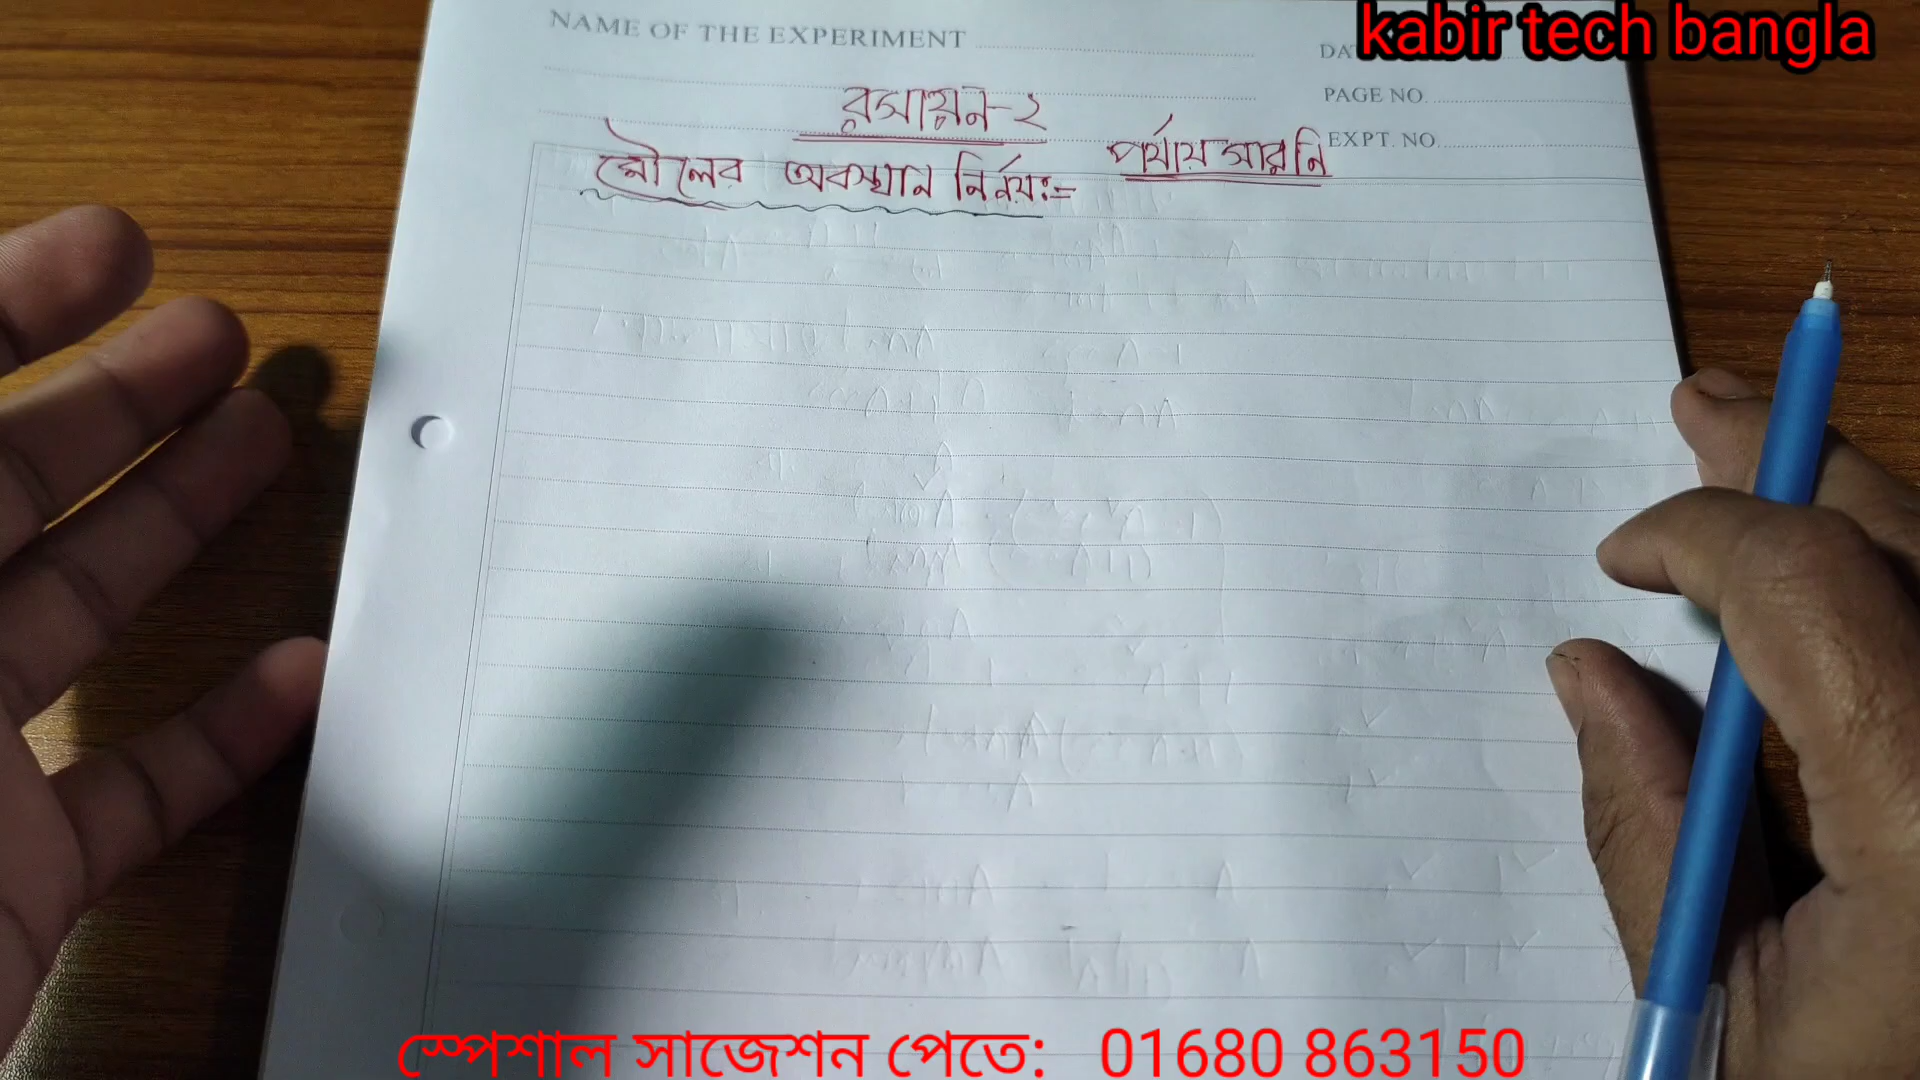 kabir tech bangla
NAME OF THE EXPERIMENT
DA
PAGE NO.
EXPT. NO.
রসায়ন-২
পর্যায় সারনি
মৌলের অবস্থান নির্নয়ঃ=
স্পেশাল সাজেশন পেতে: 01680 863150